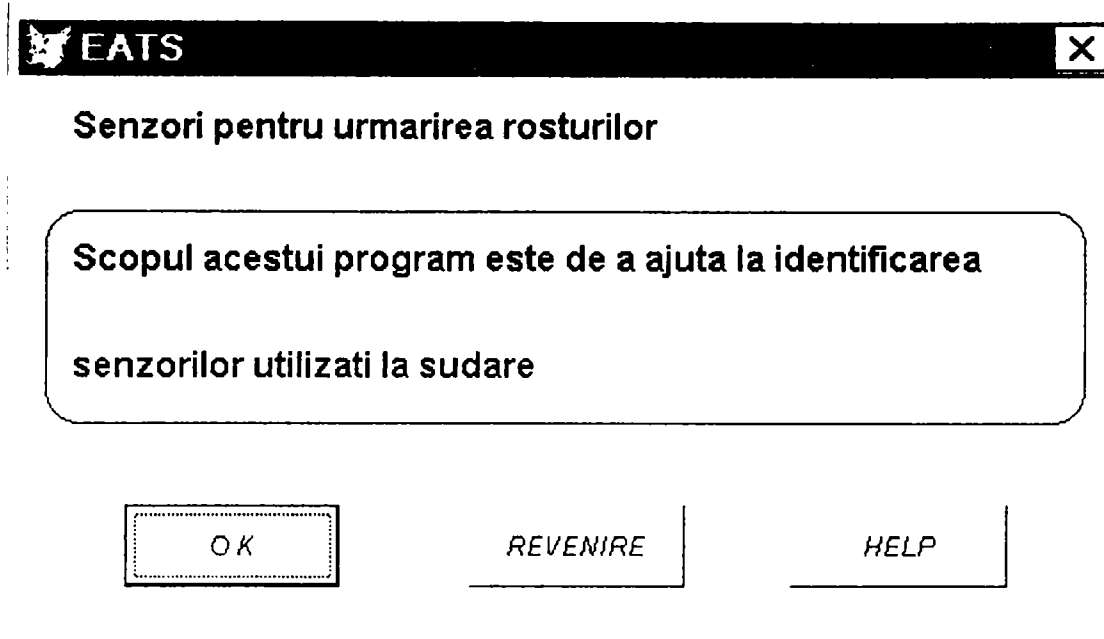 EATS
Senzori pentru urmarirea rosturilor
Scopul acestui program este de a ajuta la identificarea
senzorilor utilizati la sudare
OK REVENIRE HELP